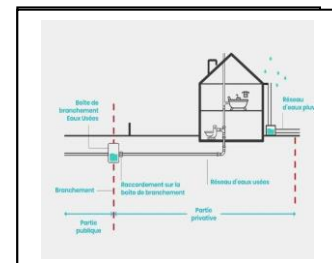 Boîte de
branchement
Eaux Usées
Réseau
d'eaux pluv
Branchement
Raccordement sur la
boîte de branchement
Réseau d'eaux usées
Partie
publique
Partie
privative